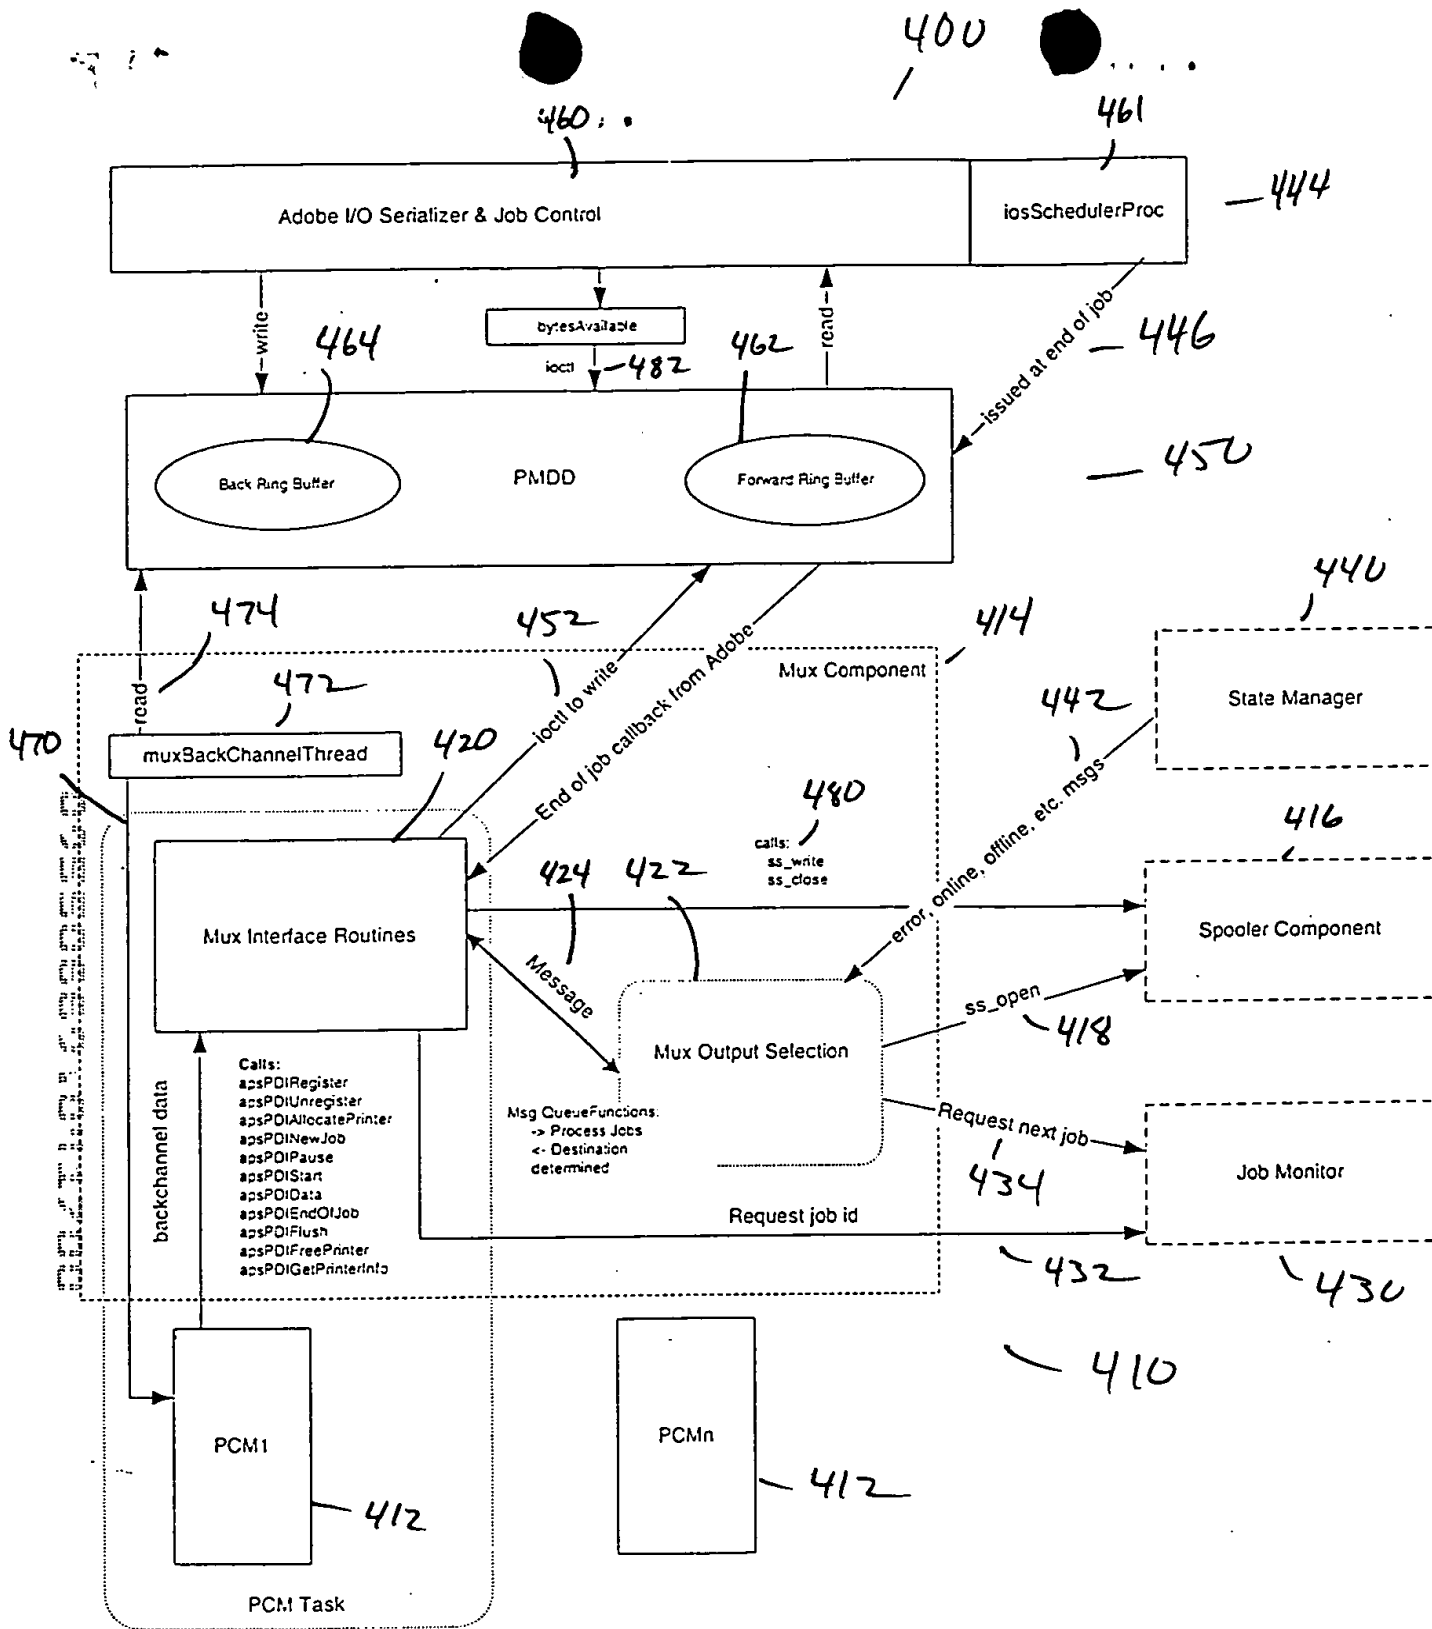 400
460
461
Adobe I/O Serializer & Job Control
iosSchedulerProc
444
write
bytesAvailable
read
issued at end of job
446
464
ioctl
482
462
Back Ring Buffer
PMDD
Forward Ring Buffer
450
440
474
452
414
read
472
Mux Component
State Manager
442
470
muxBackChannelThread
420
ioctl to write
End of job callback from Adobe
error, online, offline, etc. msgs
480
416
calls:
ss_write
ss_close
424
422
Mux Interface Routines
Message
Spooler Component
ss_open
418
Mux Output Selection
backchannel data
Calls:
apsPDIRegister
apsPDIUnregister
apsPDIAllocatePrinter
apsPDINewJob
apsPDIPause
apsPDIStart
apsPDIData
apsPDIEndOfJob
apsPDIFlush
apsPDIFreePrinter
apsPDIGetPrinterInfo
Msg QueueFunctions:
-> Process Jobs
<- Destination
determined
Request next job
434
Job Monitor
Request job id
432
430
410
PCM1
PCMn
412
412
PCM Task